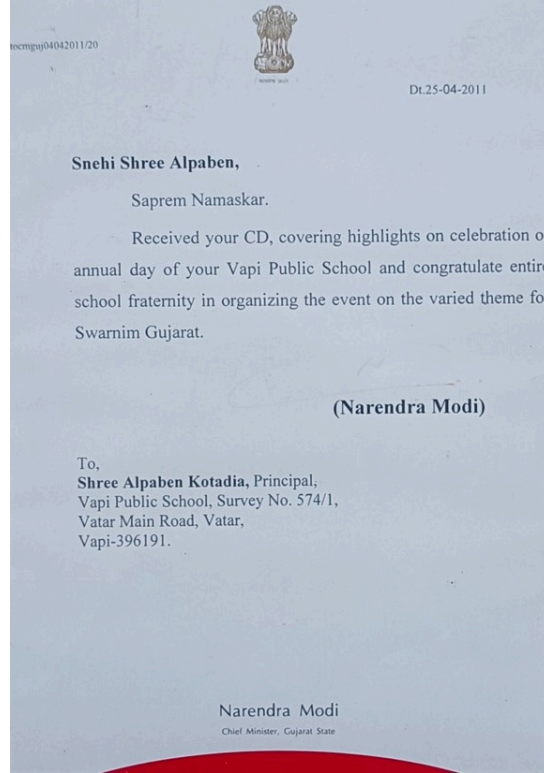 tocmguj04042011/20
Dt.25-04-2011
Snehi Shree Alpaben,
Saprem Namaskar.
Received your CD, covering highlights on celebration o
annual day of your Vapi Public School and congratulate entire
school fraternity in organizing the event on the varied theme fo
Swarnim Gujarat.
(Narendra Modi)
To,
Shree Alpaben Kotadia, Principal,
Vapi Public School, Survey No. 574/1,
Vatar Main Road, Vatar,
Vapi-396191.
Narendra Modi
Chief Minister, Gujarat State